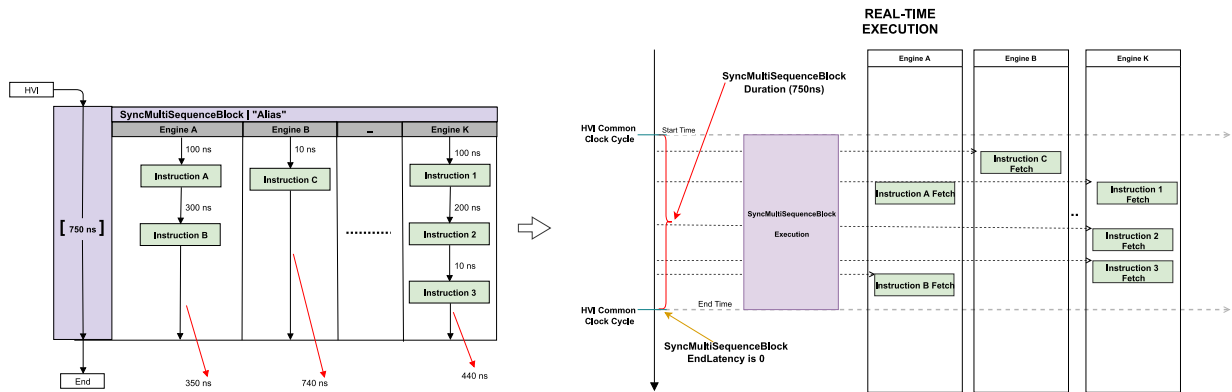 HVI
SyncMultiSequenceBlock | "Alias"
Engine A
Engine B
_
Engine K
100 ns
10 ns
100 ns
Instruction A
Instruction C
Instruction 1
300 ns
200 ns
[ 750 ns ]
Instruction B
..........
Instruction 2
10 ns
Instruction 3
End
350 ns
740 ns
440 ns
REAL-TIME
EXECUTION
Engine A
Engine B
Engine K
SyncMultiSequenceBlock
Duration (750ns)
HVI Common
Clock Cycle
Start Time
Instruction C
Fetch
Instruction A Fetch
Instruction 1
Fetch
SyncMultiSequenceBlock
Execution
..
Instruction 2
Fetch
Instruction 3
Fetch
Instruction B Fetch
End Time
HVI Common
Clock Cycle
SyncMultiSequenceBlock
EndLatency is 0